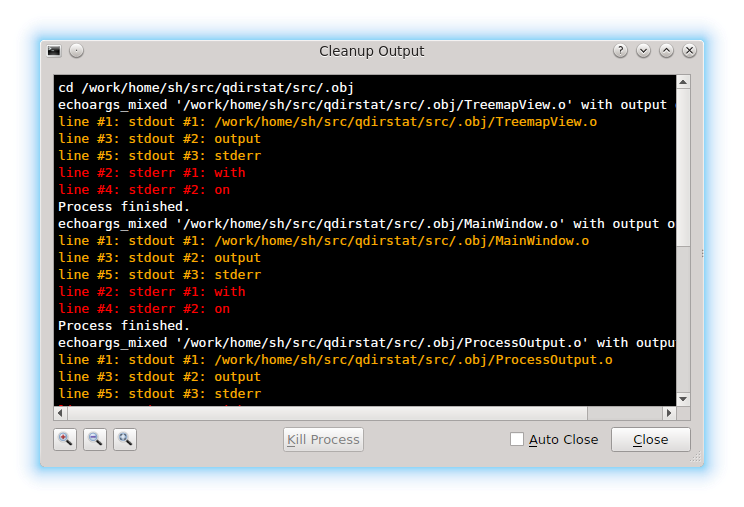 Cleanup Output
cd /work/home/sh/src/qdirstat/src/.obj
echoargs_mixed '/work/home/sh/src/qdirstat/src/.obj/TreemapView.o' with output
line #1: stdout #1: /work/home/sh/src/qdirstat/src/.obj/TreemapView.o
line #3: stdout #2: output
line #5: stdout #3: stderr
line #2: stderr #1: with
line #4: stderr #2: on
Process finished.
echoargs_mixed '/work/home/sh/src/qdirstat/src/.obj/MainWindow.o' with output o
line #1: stdout #1: /work/home/sh/src/qdirstat/src/.obj/MainWindow.o
line #3: stdout #2: output
line #5: stdout #3: stderr
line #2: stderr #1: with
line #4: stderr #2: on
Process finished.
echoargs_mixed '/work/home/sh/src/qdirstat/src/.obj/ProcessOutput.o' with outpu
line #1: stdout #1: /work/home/sh/src/qdirstat/src/.obj/ProcessOutput.o
line #3: stdout #2: output
line #5: stdout #3: stderr
Kill Process
Auto Close
Close